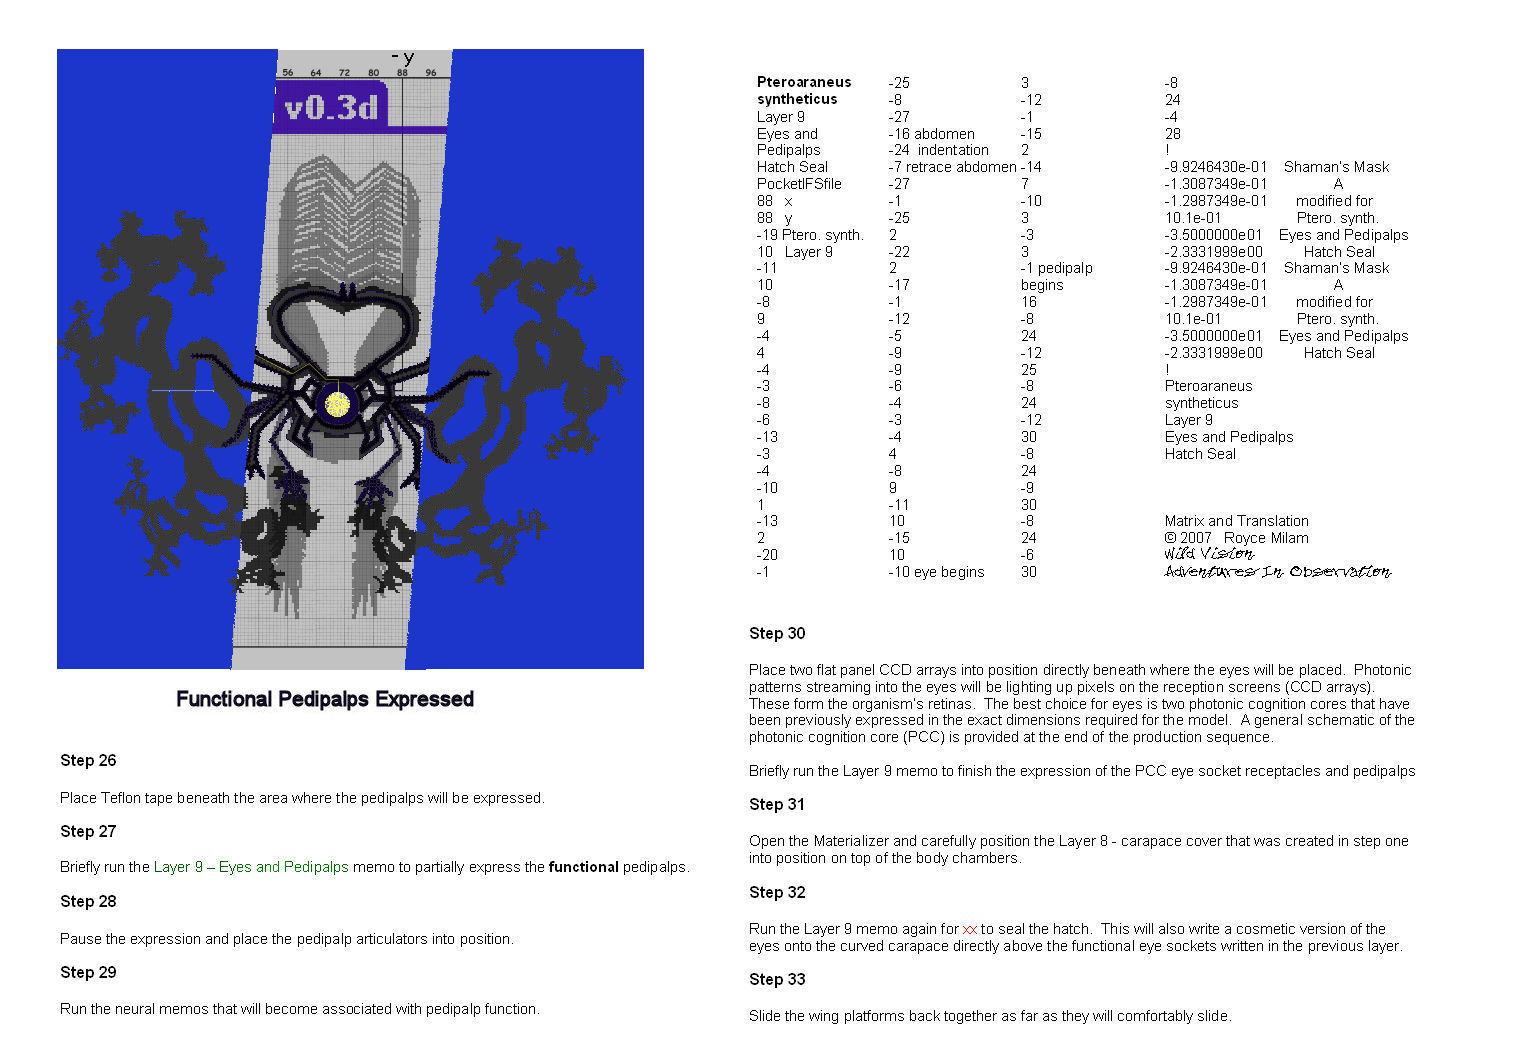 - y
56 64 72 80 88 96
v0.3d
Functional Pedipalps Expressed
Step 26
Place Teflon tape beneath the area where the pedipalps will be expressed.
Step 27
Briefly run the Layer 9 – Eyes and Pedipalps memo to partially express the functional pedipalps.
Step 28
Pause the expression and place the pedipalp articulators into position.
Step 29
Run the neural memos that will become associated with pedipalp function.
Pteroaraneus -25 3 -8
syntheticus -8 -12 24
Layer 9 -27 -1 -4
Eyes and -16 abdomen -15 28
Pedipalps -24 indentation 2 !
Hatch Seal -7 retrace abdomen -14 -9.9246430e-01 Shaman's Mask
PocketIFSfile -27 7 -1.3087349e-01 A
88 x -1 -10 -1.2987349e-01 modified for
88 y -25 3 10.1e-01 Ptero. synth.
-19 Ptero. synth. 2 -3 -3.5000000e01 Eyes and Pedipalps
10 Layer 9 -22 3 -2.3331999e00 Hatch Seal
-11 2 -1 pedipalp -9.9246430e-01 Shaman's Mask
10 -17 begins -1.3087349e-01 A
-8 -1 16 -1.2987349e-01 modified for
9 -12 -8 10.1e-01 Ptero. synth.
-4 -5 24 -3.5000000e01 Eyes and Pedipalps
4 -9 -12 -2.3331999e00 Hatch Seal
-4 -9 25 !
-3 -6 -8 Pteroaraneus
-8 -4 24 syntheticus
-6 -3 -12 Layer 9
-13 -4 30 Eyes and Pedipalps
-3 4 -8 Hatch Seal
-4 -8 24
-10 9 -9
1 -11 30
-13 10 -8 Matrix and Translation
2 -15 24 © 2007 Royce Milam
-20 10 -6 Wild Vision
-1 -10 eye begins 30 Adventures In Observation
Step 30
Place two flat panel CCD arrays into position directly beneath where the eyes will be placed. Photonic
patterns streaming into the eyes will be lighting up pixels on the reception screens (CCD arrays).
These form the organism's retinas. The best choice for eyes is two photonic cognition cores that have
been previously expressed in the exact dimensions required for the model. A general schematic of the
photonic cognition core (PCC) is provided at the end of the production sequence.
Briefly run the Layer 9 memo to finish the expression of the PCC eye socket receptacles and pedipalps
Step 31
Open the Materializer and carefully position the Layer 8 - carapace cover that was created in step one
into position on top of the body chambers.
Step 32
Run the Layer 9 memo again for xx to seal the hatch. This will also write a cosmetic version of the
eyes onto the curved carapace directly above the functional eye sockets written in the previous layer.
Step 33
Slide the wing platforms back together as far as they will comfortably slide.